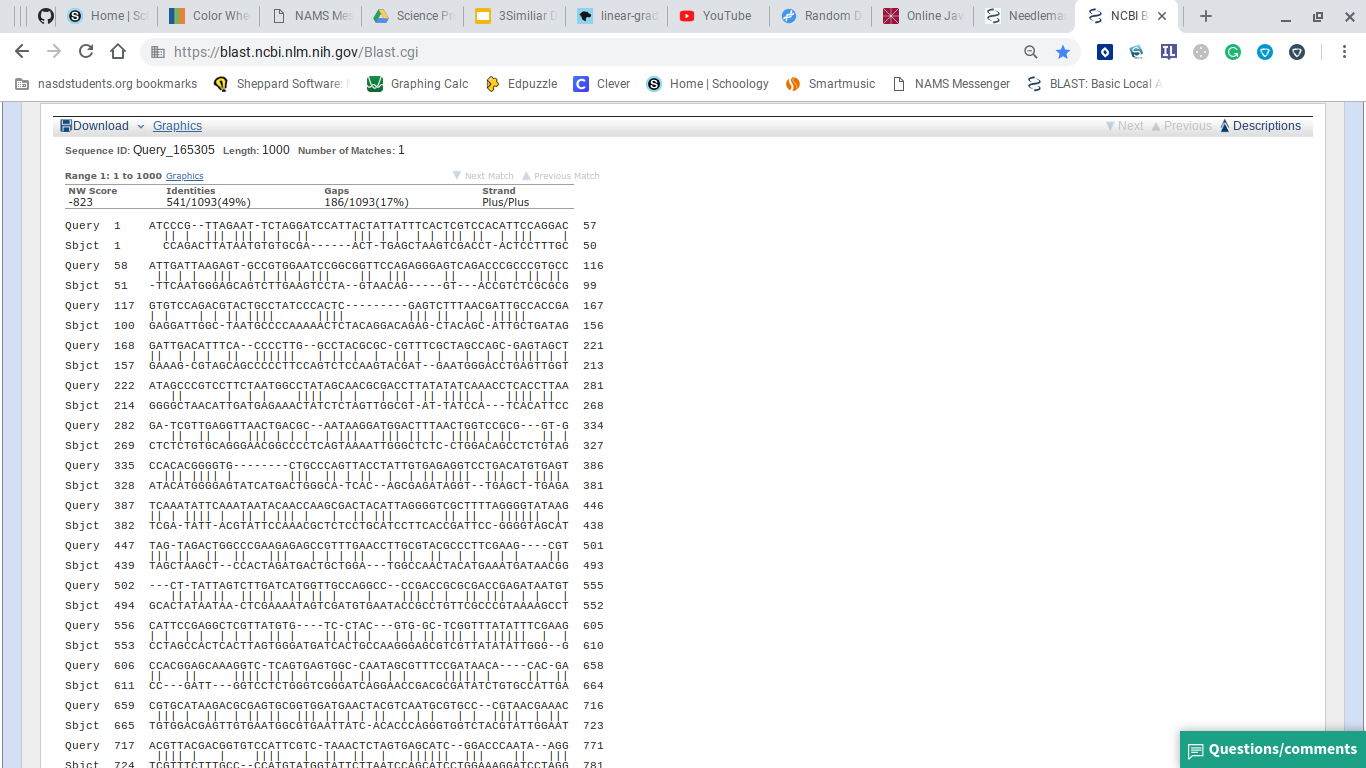 Home | Sc
Color Whe
NAMS Mes
Science Pr
3Similiar D
linear-grad
YouTube
Random D
Online Jav
Needlema
NCBI B
https://blast.ncbi.nlm.nih.gov/Blast.cgi
nasdstudents.org bookmarks
Sheppard Software:
Graphing Calc
Edpuzzle
Clever
Home | Schoology
Smartmusic
NAMS Messenger
BLAST: Basic Local A
Download Graphics Next Previous Descriptions
Sequence ID: Query_165305 Length: 1000 Number of Matches: 1
Range 1: 1 to 1000 Graphics Next Match Previous Match
NW Score Identities Gaps Strand
-823 541/1093(49%) 186/1093(17%) Plus/Plus
Query 1 ATCCCG--TTAGAAT-TCTAGGATCCATTACTATTATTTCACTCGTCCACATTCCAGGAC 57
Sbjct 1 CCAGACTTATAATGTGTGCGA------ACT-TGAGCTAAGTCGACCT-ACTCCTTTGC 50
Query 58 ATTGATTAAGAGT-GCCGTGGAATCCGGCGGTTCCAGAGGGAGTCAGACCCGCCCGTGCC 116
Sbjct 51 -TTCAATGGGAGCAGTCTTGAAGTCCTA--GTAACAG-----GT---ACCGTCTCGCGCG 99
Query 117 GTGTCCAGACGTACTGCCTATCCCACTC---------GAGTCTTTAACGATTGCCACCGA 167
Sbjct 100 GAGGATTGGC-TAATGCCCCAAAAACTCTACAGGACAGAG-CTACAGC-ATTGCTGATAG 156
Query 168 GATTGACATTTCA--CCCCTTG--GCCTACGCGC-CGTTTCGCTAGCCAGC-GAGTAGCT 221
Sbjct 157 GAAAG-CGTAGCAGCCCCCTTCCAGTCTCCAAGTACGAT--GAATGGGACCTGAGTTGGT 213
Query 222 ATAGCCCGTCCTTCTAATGGCCTATAGCAACGCGACCTTATATATCAAACCTCACCTTAA 281
Sbjct 214 GGGGCTAACATTGATGAGAAACTATCTCTAGTTGGCGT-AT-TATCCA---TCACATTCC 268
Query 282 GA-TCGTTGAGGTTAACTGACGC--AATAAGGATGGACTTTAACTGGTCCGCG---GT-G 334
Sbjct 269 CTCTCTGTGCAGGGAACGGCCCCTCAGTAAAATTGGGCTCTC-CTGGACAGCCTCTGTAG 327
Query 335 CCACACGGGGTG--------CTGCCCAGTTACCTATTGTGAGAGGTCCTGACATGTGAGT 386
Sbjct 328 ATACATGGGGAGTATCATGACTGGGCA-TCAC--AGCGAGATAGGT--TGAGCT-TGAGA 381
Query 387 TCAAATATTCAAATAATACAACCAAGCGACTACATTAGGGGTCGCTTTTAGGGGTATAAG 446
Sbjct 382 TCGA-TATT-ACGTATTCCAAACGCTCTCCTGCATCCTTCACCGATTCC-GGGGTAGCAT 438
Query 447 TAG-TAGACTGGCCCGAAGAGAGCCGTTTGAACCTTGCGTACGCCCTTCGAAG----CGT 501
Sbjct 439 TAGCTAAGCT--CCACTAGATGACTGCTGGA---TGGCCAACTACATGAAATGATAACGG 493
Query 502 ---CT-TATTAGTCTTGATCATGGTTGCCAGGCC--CCGACCGCGCGACCGAGATAATGT 555
Sbjct 494 GCACTATAATAA-CTCGAAAATAGTCGATGTGAATACCGCCTGTTCGCCCGTAAAAGCCT 552
Query 556 CATTCCGAGGCTCGTTATGTG----TC-CTAC---GTG-GC-TCGGTTTATATTTCGAAG 605
Sbjct 553 CCTAGCCACTCACTTAGTGGGATGATCACTGCCAAGGGAGCGTCGTTATATATTGGG--G 610
Query 606 CCACGGAGCAAAGGTC-TCAGTGAGTGGC-CAATAGCGTTTCCGATAACA----CAC-GA 658
Sbjct 611 CC---GATT---GGTCCTCTGGGTCGGGATCAGGAACCGACGCGATATCTGTGCCATTGA 664
Query 659 CGTGCATAAGACGCGAGTGCGGTGGATGAACTACGTCAATGCGTGCC--CGTAACGAAAC 716
Sbjct 665 TGTGGACGAGTTGTGAATGGCGTGAATTATC-ACACCCAGGGTGGTCTACGTATTGGAAT 723
Query 717 ACGTTACGACGGTGTCCATTCGTC-TAAACTCTAGTGAGCATC--GGACCCAATA--AGG 771
Sbjct 724 TCGTTTCTTTGCC--CCATGTATGGTATTCTTAATCCAGCATCCTGGAAAGGATCCTAGG 781
Questions/comments